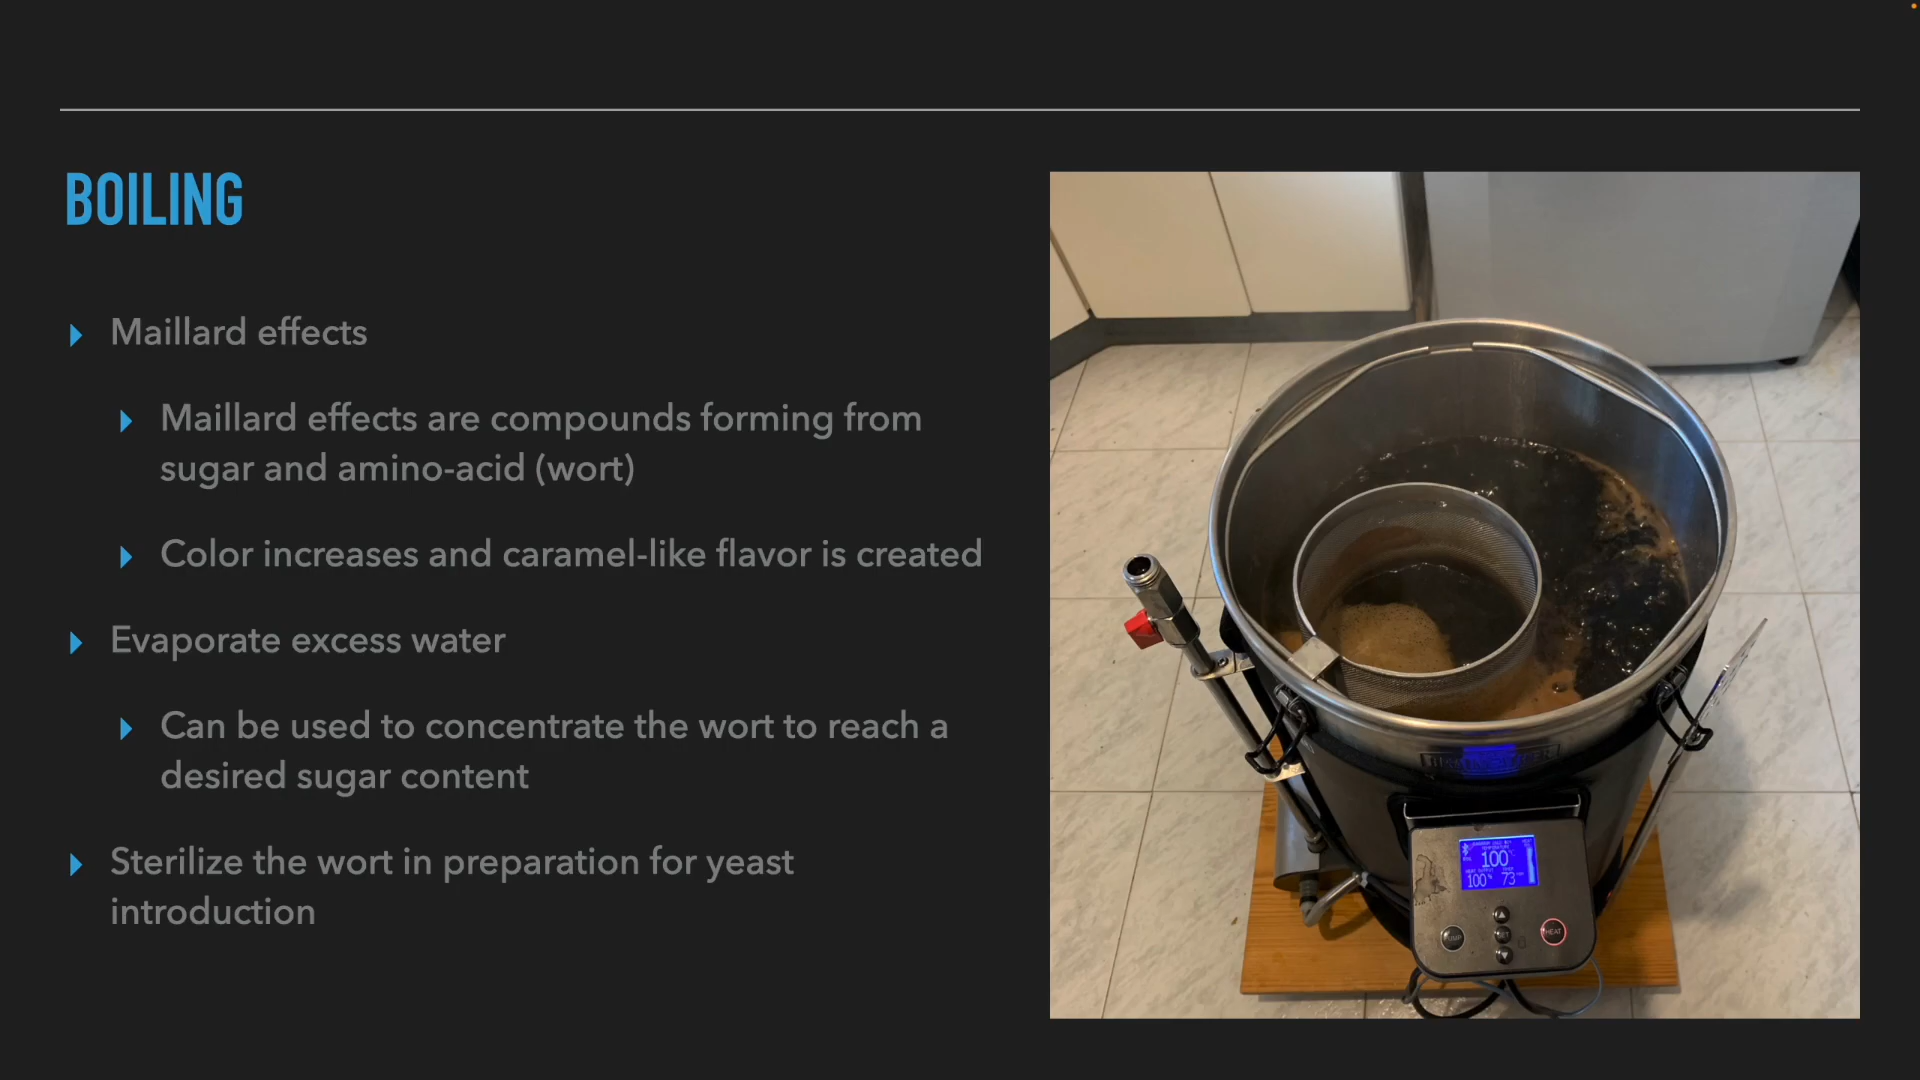 BOILING
Maillard effects
Maillard effects are compounds forming from
sugar and amino-acid (wort)
Color increases and caramel-like flavor is created
Evaporate excess water
Can be used to concentrate the wort to reach a
desired sugar content
Sterilize the wort in preparation for yeast
introduction
100
100% 73
PUMP
HEAT